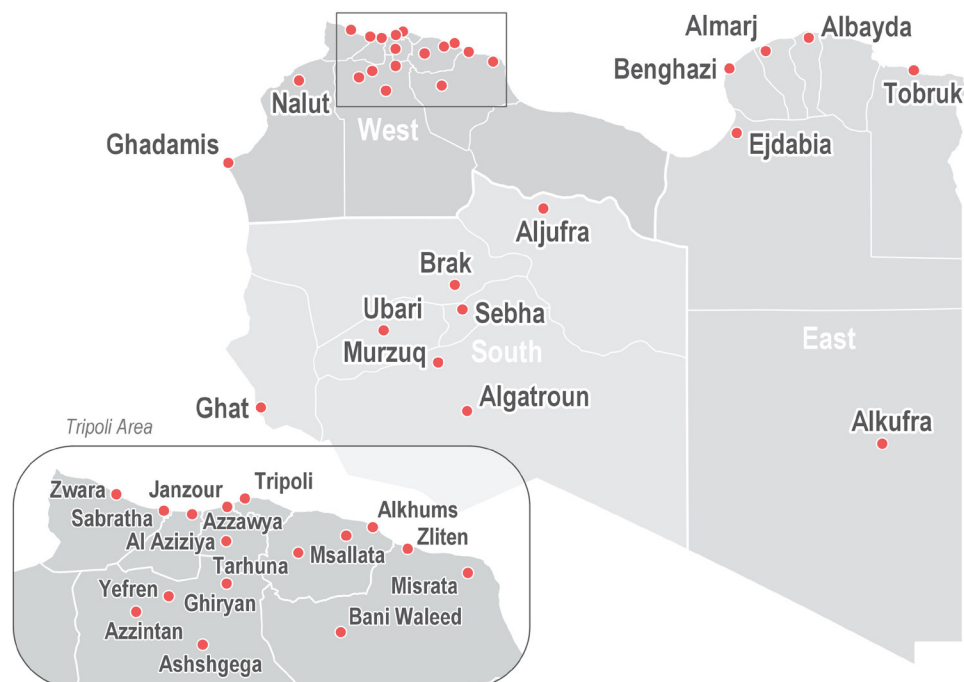 Almarj
Albayda
Benghazi
Tobruk
Nalut
West
Ejdabia
Ghadamis
Aljufra
Brak
Ubari
Sebha
Murzuq
South
East
Algatroun
Ghat
Alkufra
Tripoli Area
Zwara
Janzour
Tripoli
Sabratha
Azzawya
Alkhums
Al Aziziya
Zliten
Msallata
Tarhuna
Misrata
Yefren
Ghiryan
Bani Waleed
Azzintan
Ashshgega